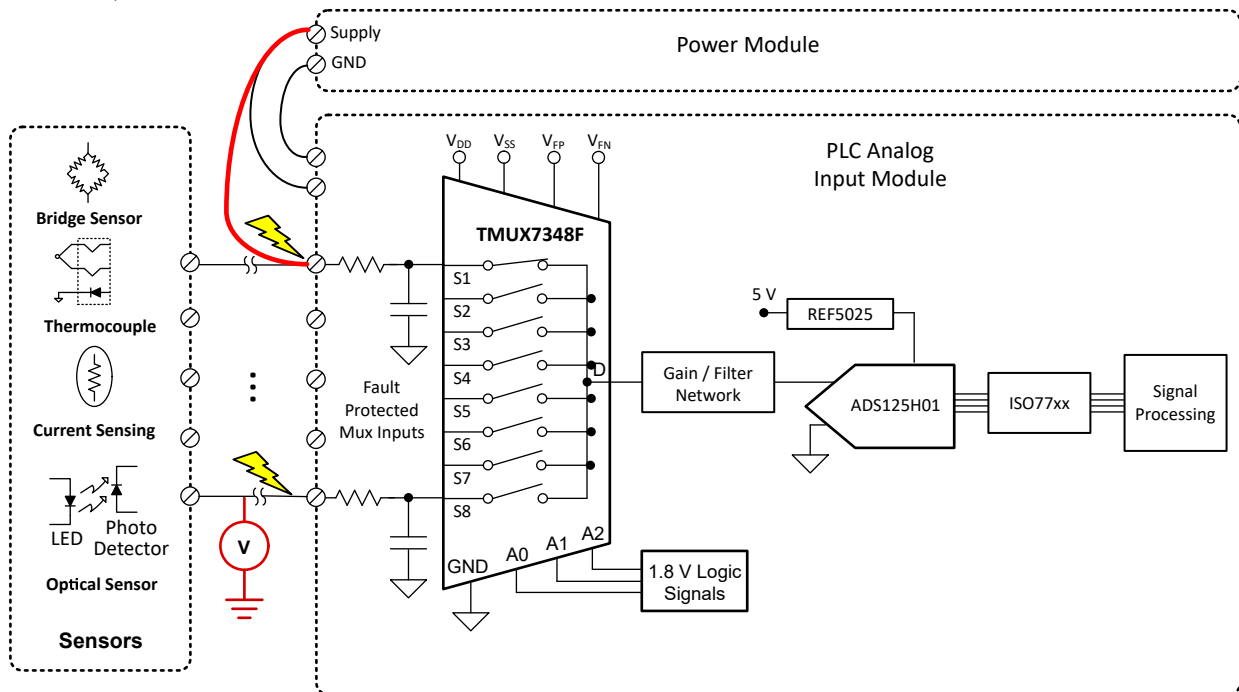 Supply
GND
Power Module
Bridge Sensor
Thermocouple
Current Sensing
LED
Photo
Detector
Optical Sensor
Sensors
V
Fault
Protected
Mux Inputs
VDD
VSS
VFP
VFN
TMUX7348F
S1
S2
S3
S4
S5
S6
S7
S8
D
GND
A0
A1
A2
1.8 V Logic
Signals
PLC Analog
Input Module
5 V
REF5025
Gain / Filter
Network
ADS125H01
ISO77xx
Signal
Processing